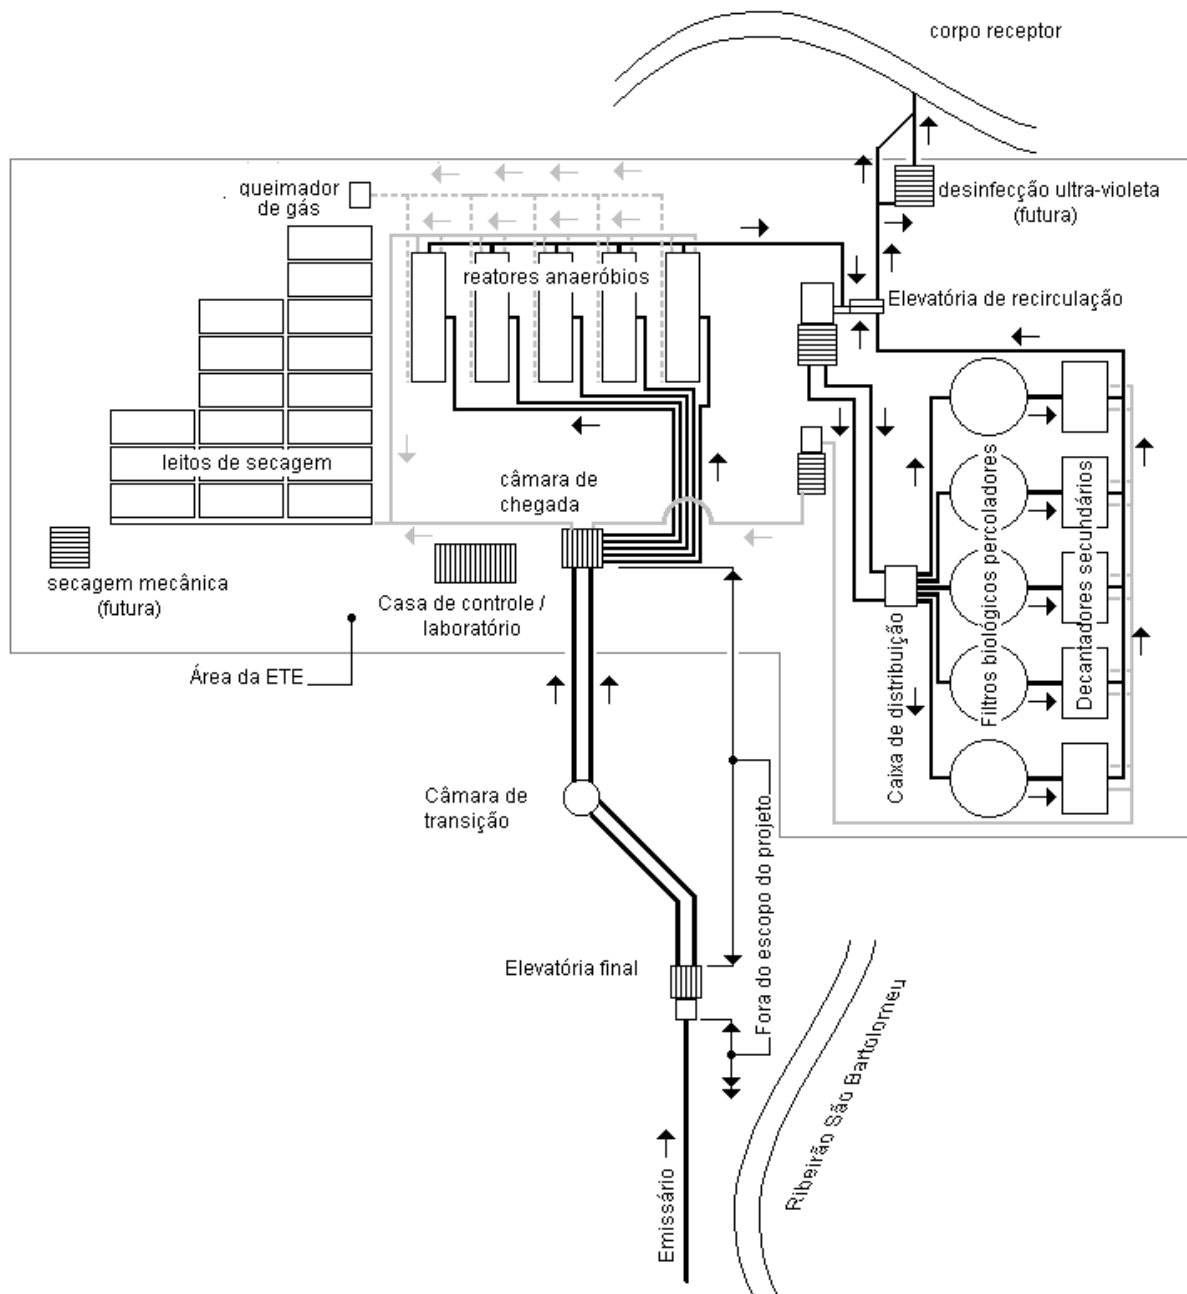 corpo receptor
queimador
de gás
desinfecção ultra-violeta
(futura)
reatores anaeróbios
Elevatória de recirculação
leitos de secagem
câmara de
chegada
Filtros biológicos percoladores
Decantadores secundários
secagem mecânica
(futura)
Casa de controle /
laboratório
Caixa de distribuição
Área da ETE
Câmara de
transição
Fora do escopo do projeto
Elevatória final
Ribeirão São Bartolomeu
Emissário